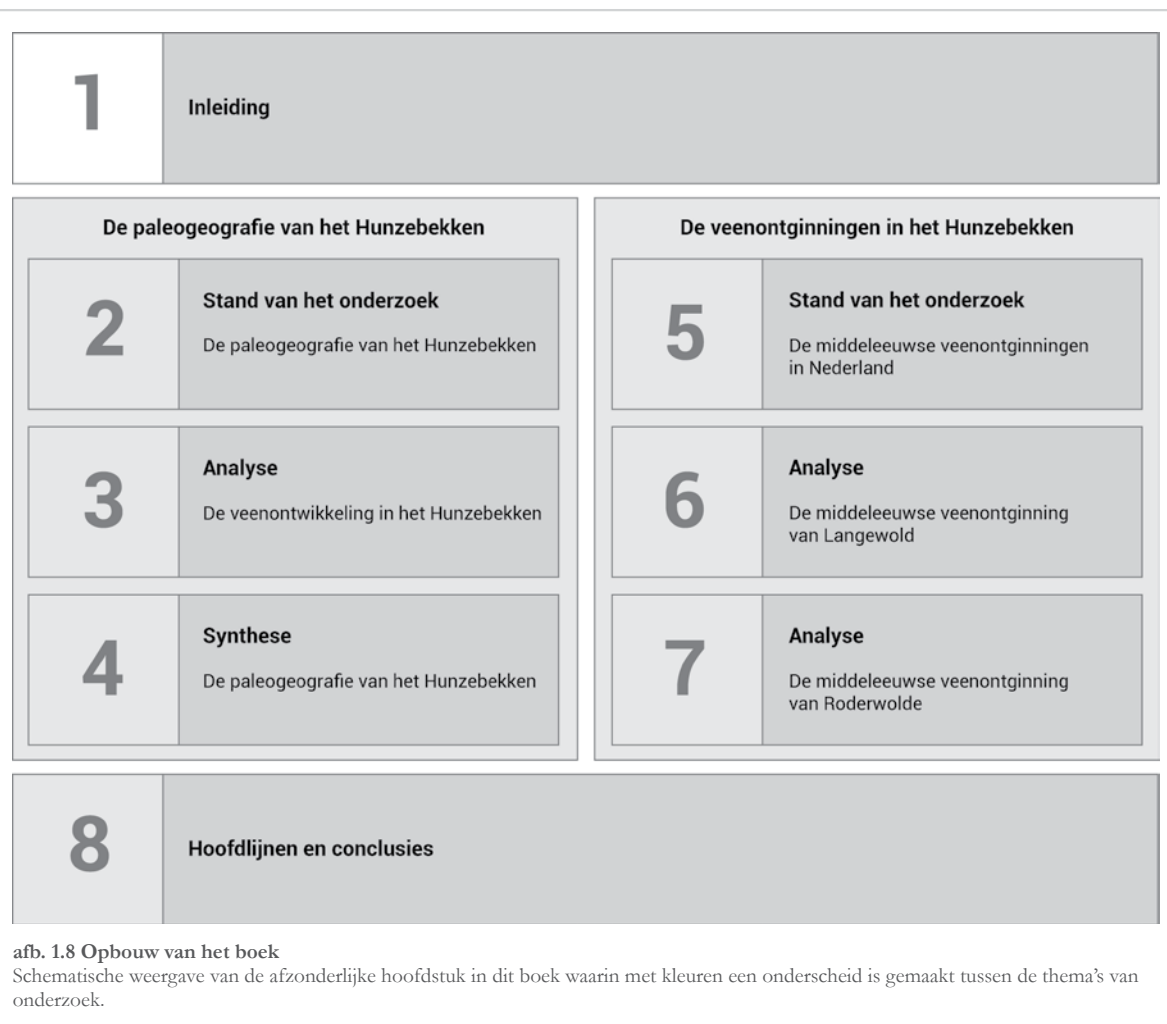 1
Inleiding
De paleogeografie van het Hunzebekken
2
Stand van het onderzoek
De paleogeografie van het Hunzebekken
3
Analyse
De veenontwikkeling in het Hunzebekken
4
Synthese
De paleogeografie van het Hunzebekken
De veenontginningen in het Hunzebekken
5
Stand van het onderzoek
De middeleeuwse veenontginningen
in Nederland
6
Analyse
De middeleeuwse veenontginning
van Langewold
7
Analyse
De middeleeuwse veenontginning
van Roderwolde
8
Hoofdlijnen en conclusies
afb. 1.8 Opbouw van het boek
Schematische weergave van de afzonderlijke hoofdstuk in dit boek waarin met kleuren een onderscheid is gemaakt tussen de thema's van
onderzoek.